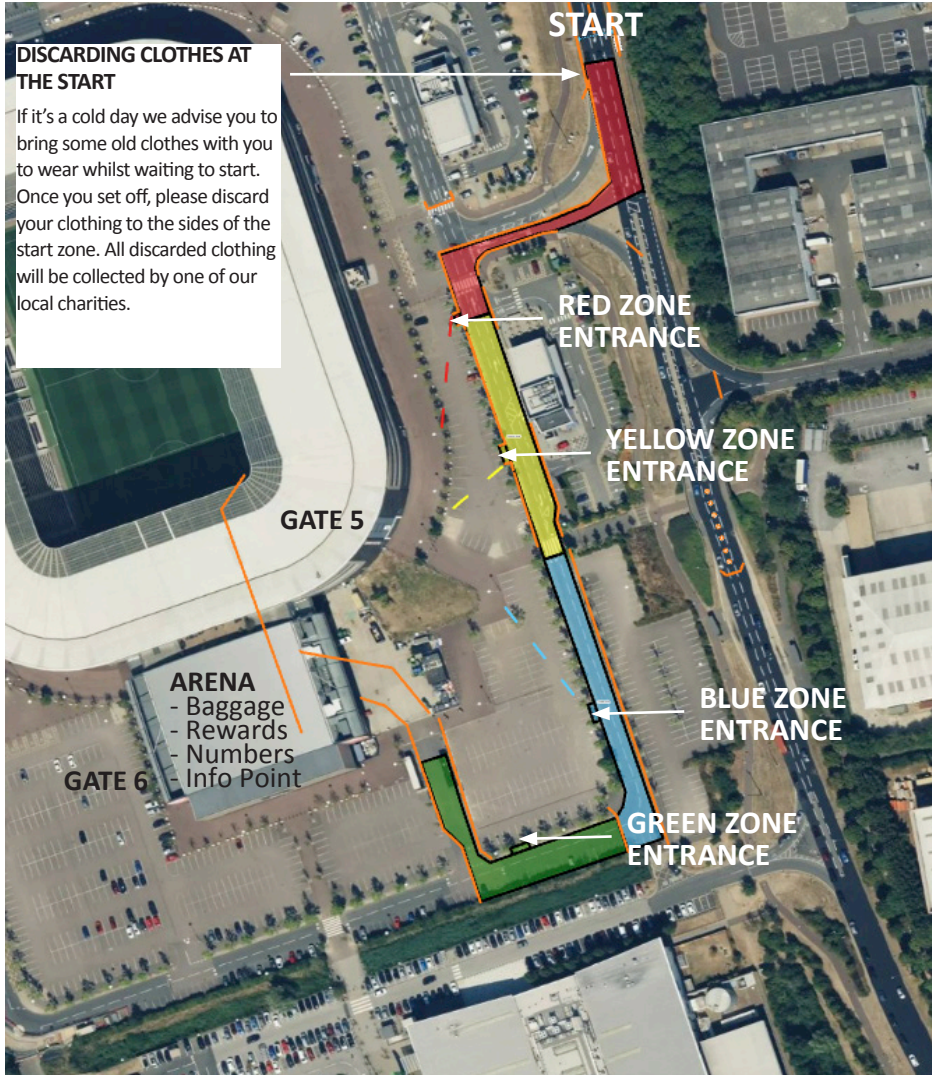 START
DISCARDING CLOTHES AT
THE START
If it’s a cold day we advise you to
bring some old clothes with you
to wear whilst waiting to start.
Once you set off, please discard
your clothing to the sides of the
start zone. All discarded clothing
will be collected by one of our
local charities.
RED ZONE
ENTRANCE
YELLOW ZONE
ENTRANCE
GATE 5
ARENA
- Baggage
- Rewards
- Numbers
- Info Point
GATE 6
BLUE ZONE
ENTRANCE
GREEN ZONE
ENTRANCE